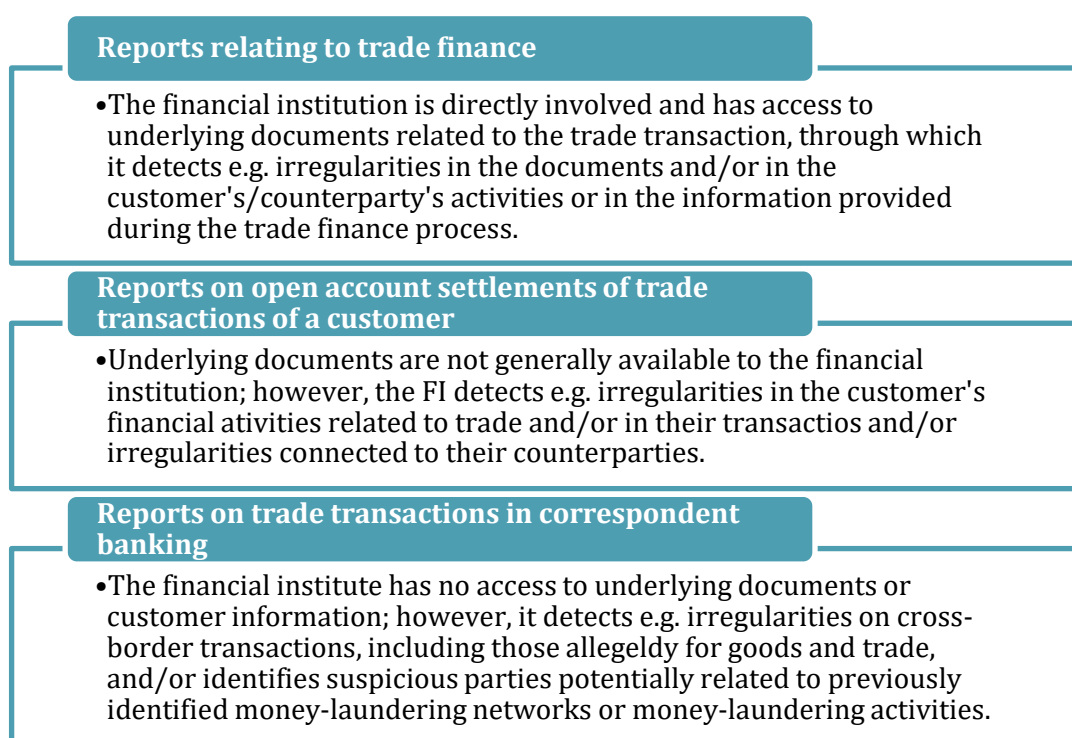 Reports relating to trade finance
•The financial institution is directly involved and has access to
underlying documents related to the trade transaction, through which
it detects e.g. irregularities in the documents and/or in the
customer's/counterparty's activities or in the information provided
during the trade finance process.
Reports on open account settlements of trade
transactions of a customer
•Underlying documents are not generally available to the financial
institution; however, the FI detects e.g. irregularities in the customer's
financial ativities related to trade and/or in their transactios and/or
irregularities connected to their counterparties.
Reports on trade transactions in correspondent
banking
•The financial institute has no access to underlying documents or
customer information; however, it detects e.g. irregularities on cross-
border transactions, including those allegeldy for goods and trade,
and/or identifies suspicious parties potentially related to previously
identified money-laundering networks or money-laundering activities.